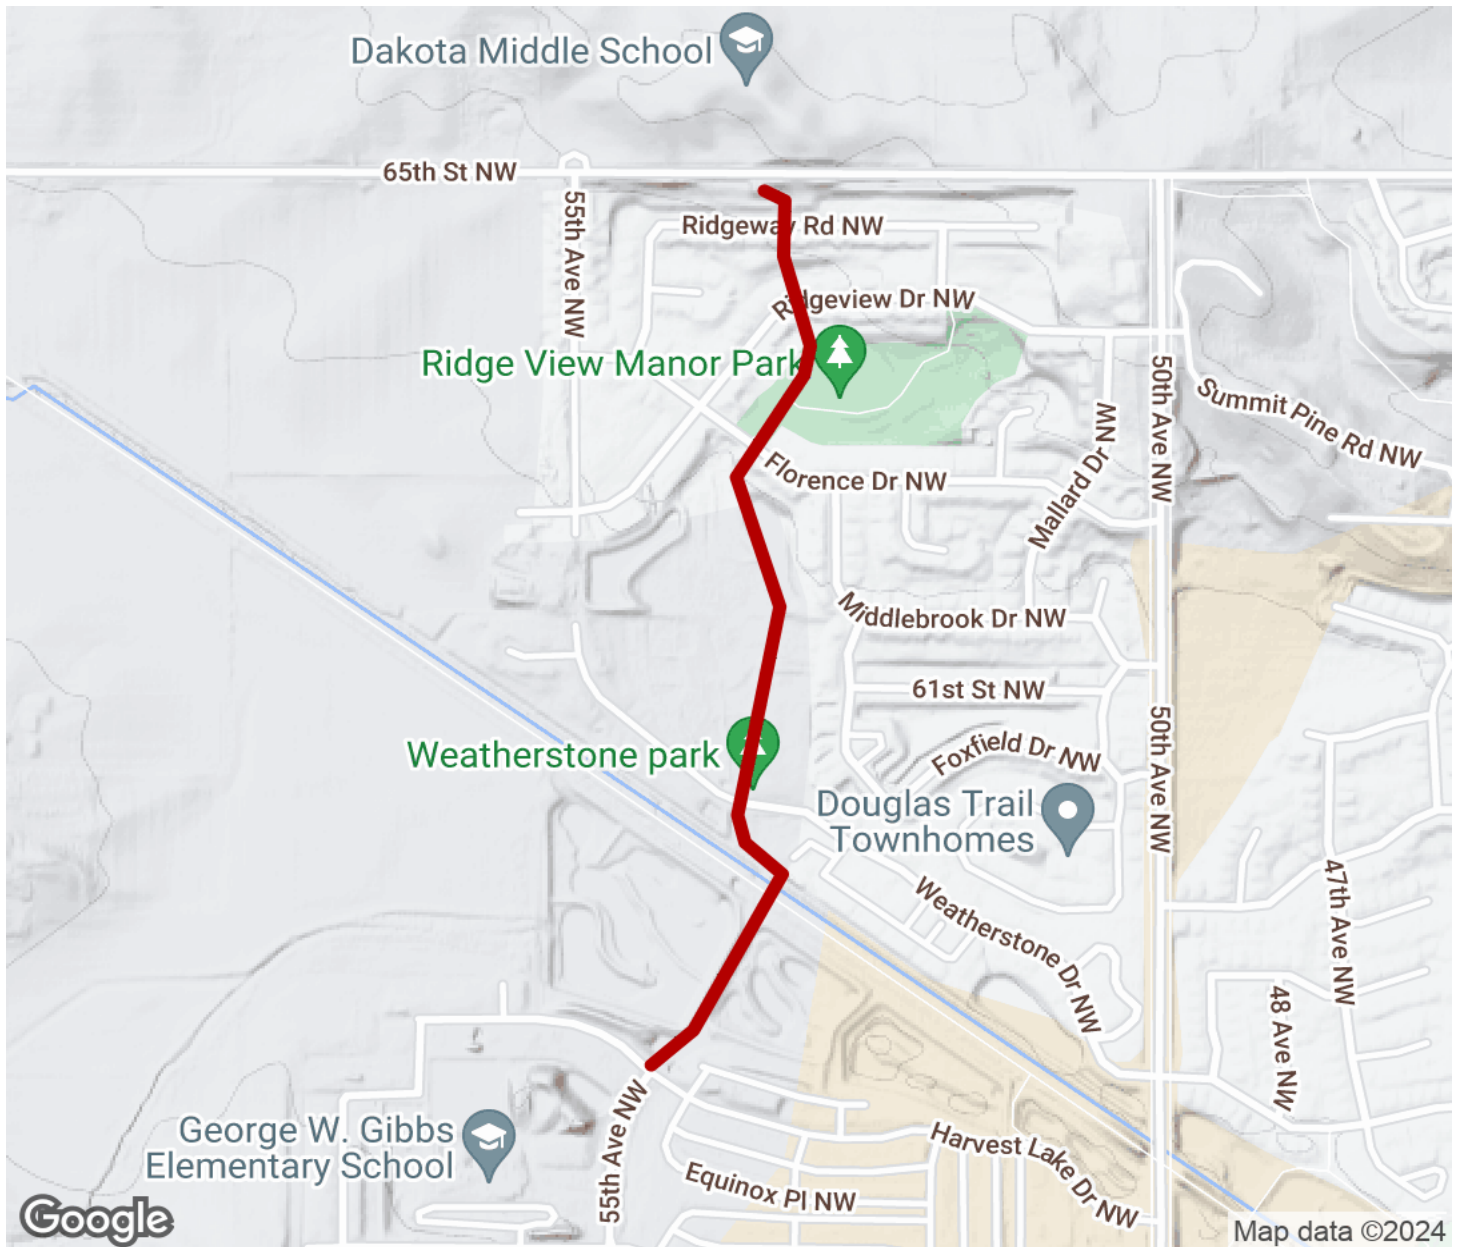 Dakota Middle School
65th St NW
55th Ave NW
Ridgeway Rd NW
Ridgeview Dr NW
Ridge View Manor Park
50th Ave NW
Summit Pine Rd NW
Mallard Dr NW
Florence Dr NW
Middlebrook Dr NW
61st St NW
50th Ave NW
Foxfield Dr NW
Weatherstone park
Douglas Trail
Townhomes
47th Ave NW
Weatherstone Dr NW
48 Ave NW
55th Ave NW
George W. Gibbs
Elementary School
Harvest Lake Dr NW
Equinox Pl NW
Google
Map data ©2024